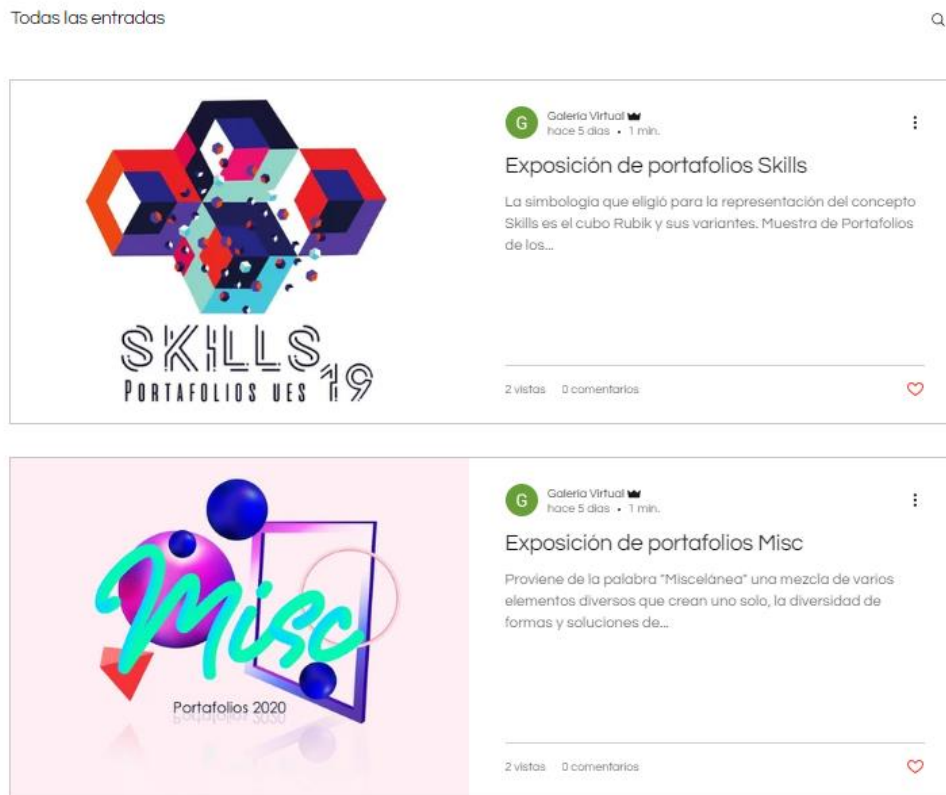 Todas las entradas
SKILLS 19
PORTAFOLIOS UES
G
Galería Virtual
hace 5 días • 1 min.
Exposición de portafolios Skills
La simbología que eligió para la representación del concepto
Skills es el cubo Rubik y sus variantes. Muestra de Portafolios
de los...
2 vistas 0 comentarios
Misc
Portafolios 2020
G
Galería Virtual
hace 5 días • 1 min.
Exposición de portafolios Misc
Proviene de la palabra "Miscelánea" una mezcla de varios
elementos diversos que crean uno solo, la diversidad de
formas y soluciones de...
2 vistas 0 comentarios